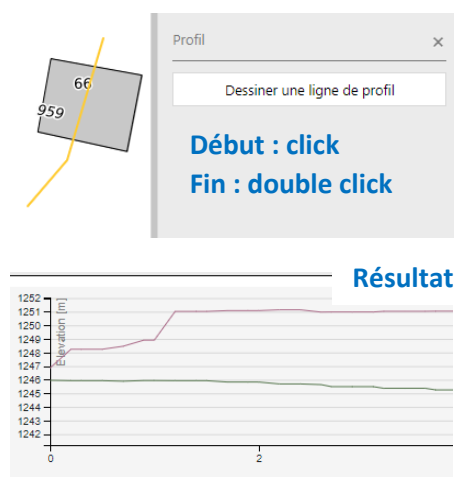 Profil ×
66
959
Dessiner une ligne de profil
Début : click
Fin : double click
Résultat
Elevation [m]
1252
1251
1250
1249
1248
1247
1246
1245
1244
1243
1242
0 2